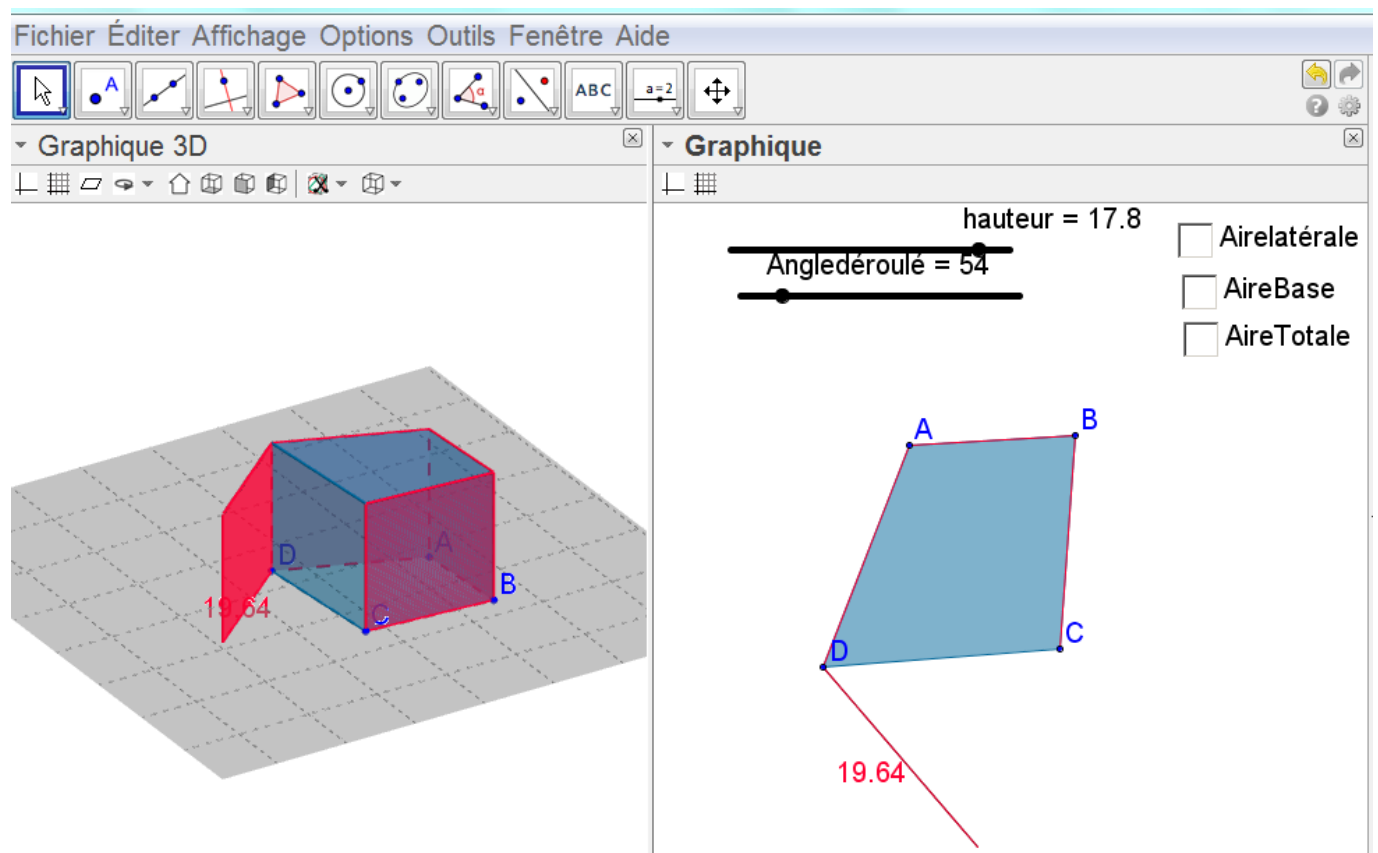 Fichier Éditer Affichage Options Outils Fenêtre Aide
A
α
ABC
a=2
Graphique 3D
D
A
B
19.64
C
Graphique
hauteur = 17.8
Angledéroulé = 54
Airelatérale
AireBase
AireTotale
A
B
C
D
19.64